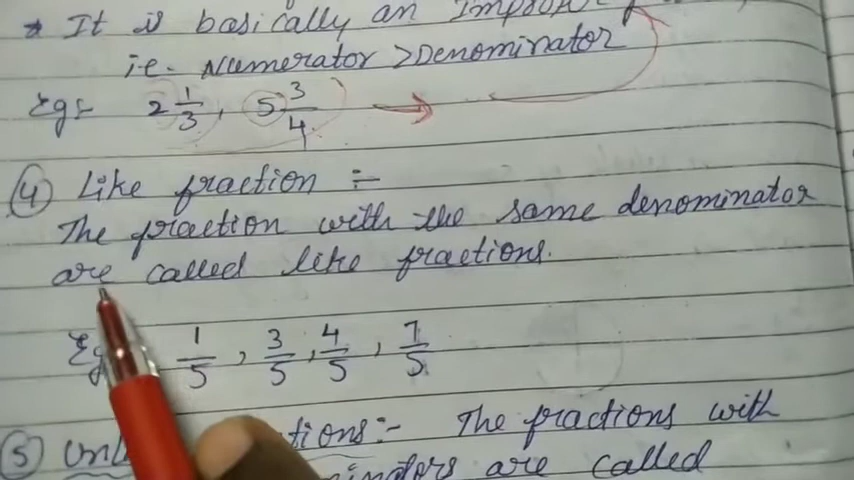 * It is basically an Improper
i.e. Numerator > Denominator
Eg:- 2 1/3, 5 3/4 →
④ Like fraction :-
The fraction with the same denominator
are called like fractions.
Eg 1/5, 3/5, 4/5, 7/5
⑤ :- The fractions with
are called